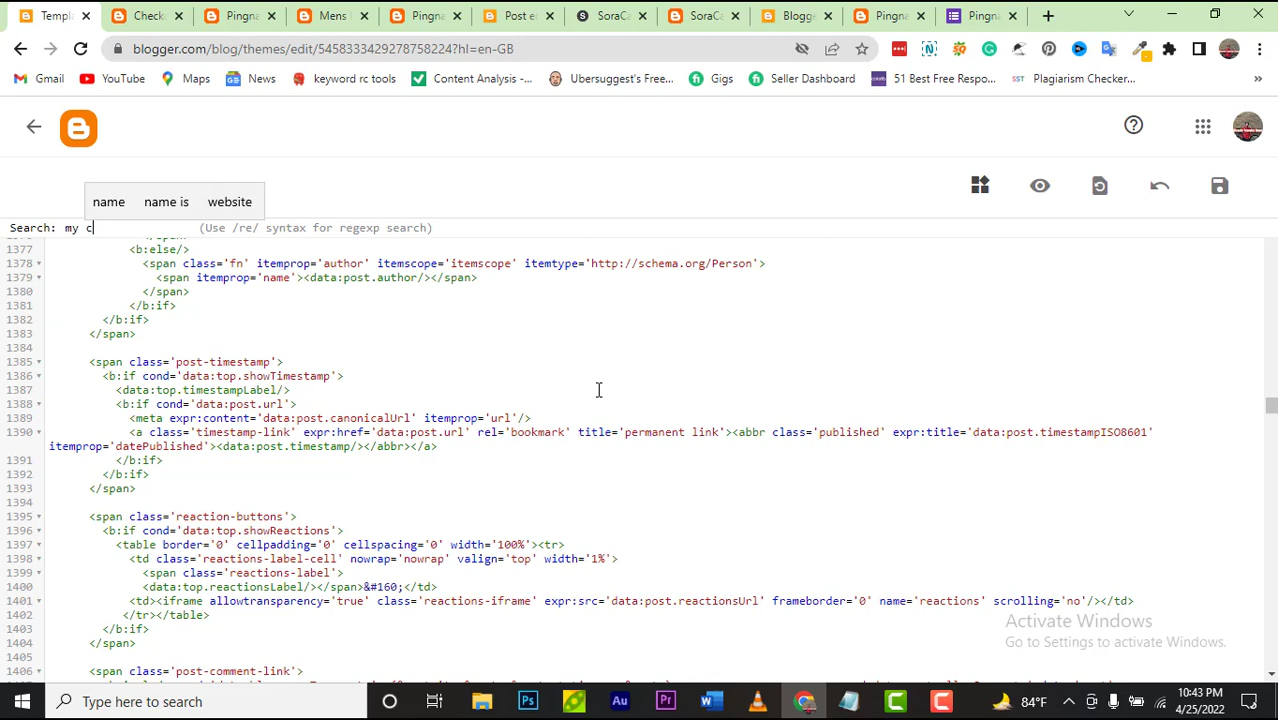 Templ
Check
Pingna
Mens
Pingna
Post er
SoraCa
SoraCa
Blogge
Pingna
Pingna
blogger.com/blog/themes/edit/5458333429278758224?hl=en-GB
Gmail
YouTube
Maps
News
keyword rc tools
Content Analysis -...
Ubersuggest's Free...
Gigs
Seller Dashboard
51 Best Free Respo...
Plagiarism Checker...
name name is website
Search: my c (Use /re/ syntax for regexp search)
1377 <b:else/>
1378 <span class='fn' itemprop='author' itemscope='itemscope' itemtype='http://schema.org/Person'>
1379 <span itemprop='name'><data:post.author/></span>
1380 </span>
1381 </b:if>
1382 </b:if>
1383 </span>
1384
1385 <span class='post-timestamp'>
1386 <b:if cond='data:top.showTimestamp'>
1387 <data:top.timestampLabel/>
1388 <b:if cond='data:post.url'>
1389 <meta expr:content='data:post.canonicalUrl' itemprop='url'/>
1390 <a class='timestamp-link' expr:href='data:post.url' rel='bookmark' title='permanent link'><abbr class='published' expr:title='data:post.timestampISO8601'
itemprop='datePublished'><data:post.timestamp/></abbr></a>
1391 </b:if>
1392 </b:if>
1393 </span>
1394
1395 <span class='reaction-buttons'>
1396 <b:if cond='data:top.showReactions'>
1397 <table border='0' cellpadding='0' cellspacing='0' width='100%'><tr>
1398 <td class='reactions-label-cell' nowrap='nowrap' valign='top' width='1%'>
1399 <span class='reactions-label'>
1400 <data:top.reactionsLabel/></span>&#160;</td>
1401 <td><iframe allowtransparency='true' class='reactions-iframe' expr:src='data:post.reactionsUrl' frameborder='0' name='reactions' scrolling='no'/></td>
1402 </tr></table>
1403 </b:if>
1404 </span>
1405
1406 <span class='post-comment-link'>
Activate Windows
Go to Settings to activate Windows.
Type here to search
84°F
10:43 PM
4/25/2022